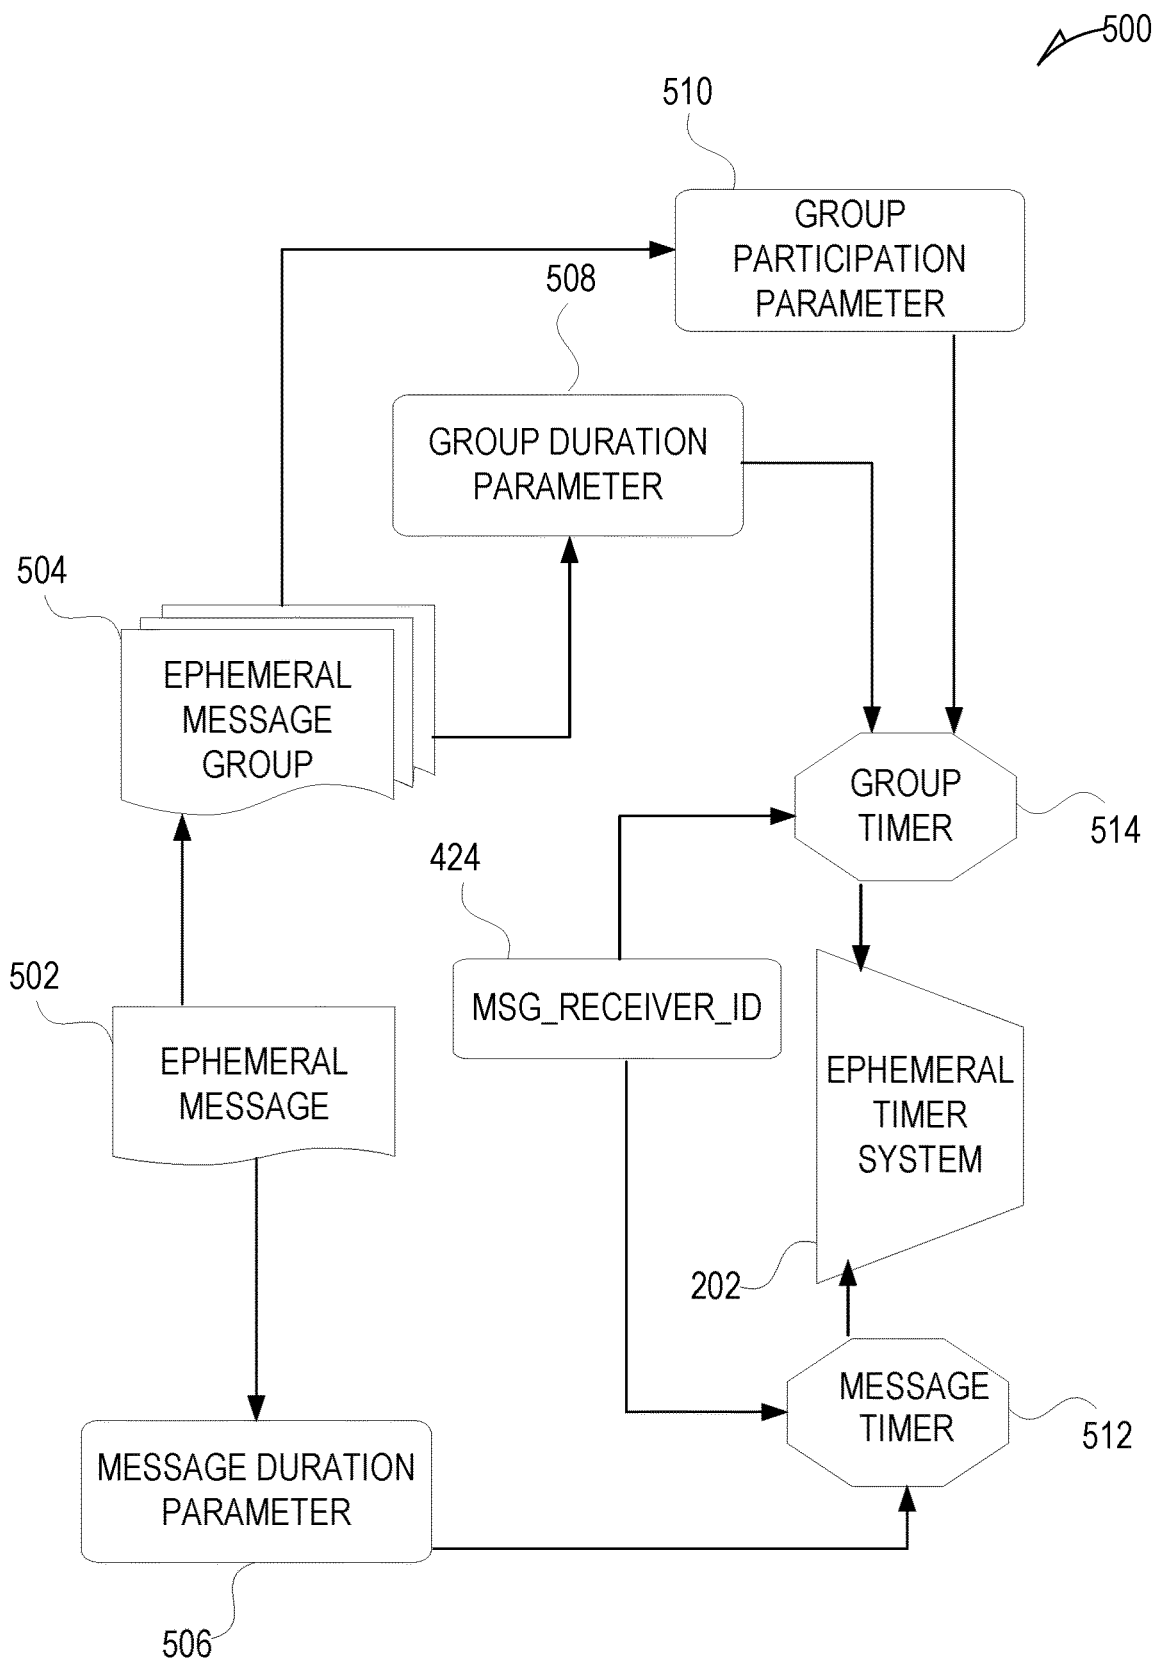 500
510
GROUP
PARTICIPATION
PARAMETER
508
GROUP DURATION
PARAMETER
504
EPHEMERAL
MESSAGE
GROUP
GROUP
TIMER
514
424
MSG_RECEIVER_ID
502
EPHEMERAL
MESSAGE
EPHEMERAL
TIMER
SYSTEM
202
MESSAGE
TIMER
512
MESSAGE DURATION
PARAMETER
506